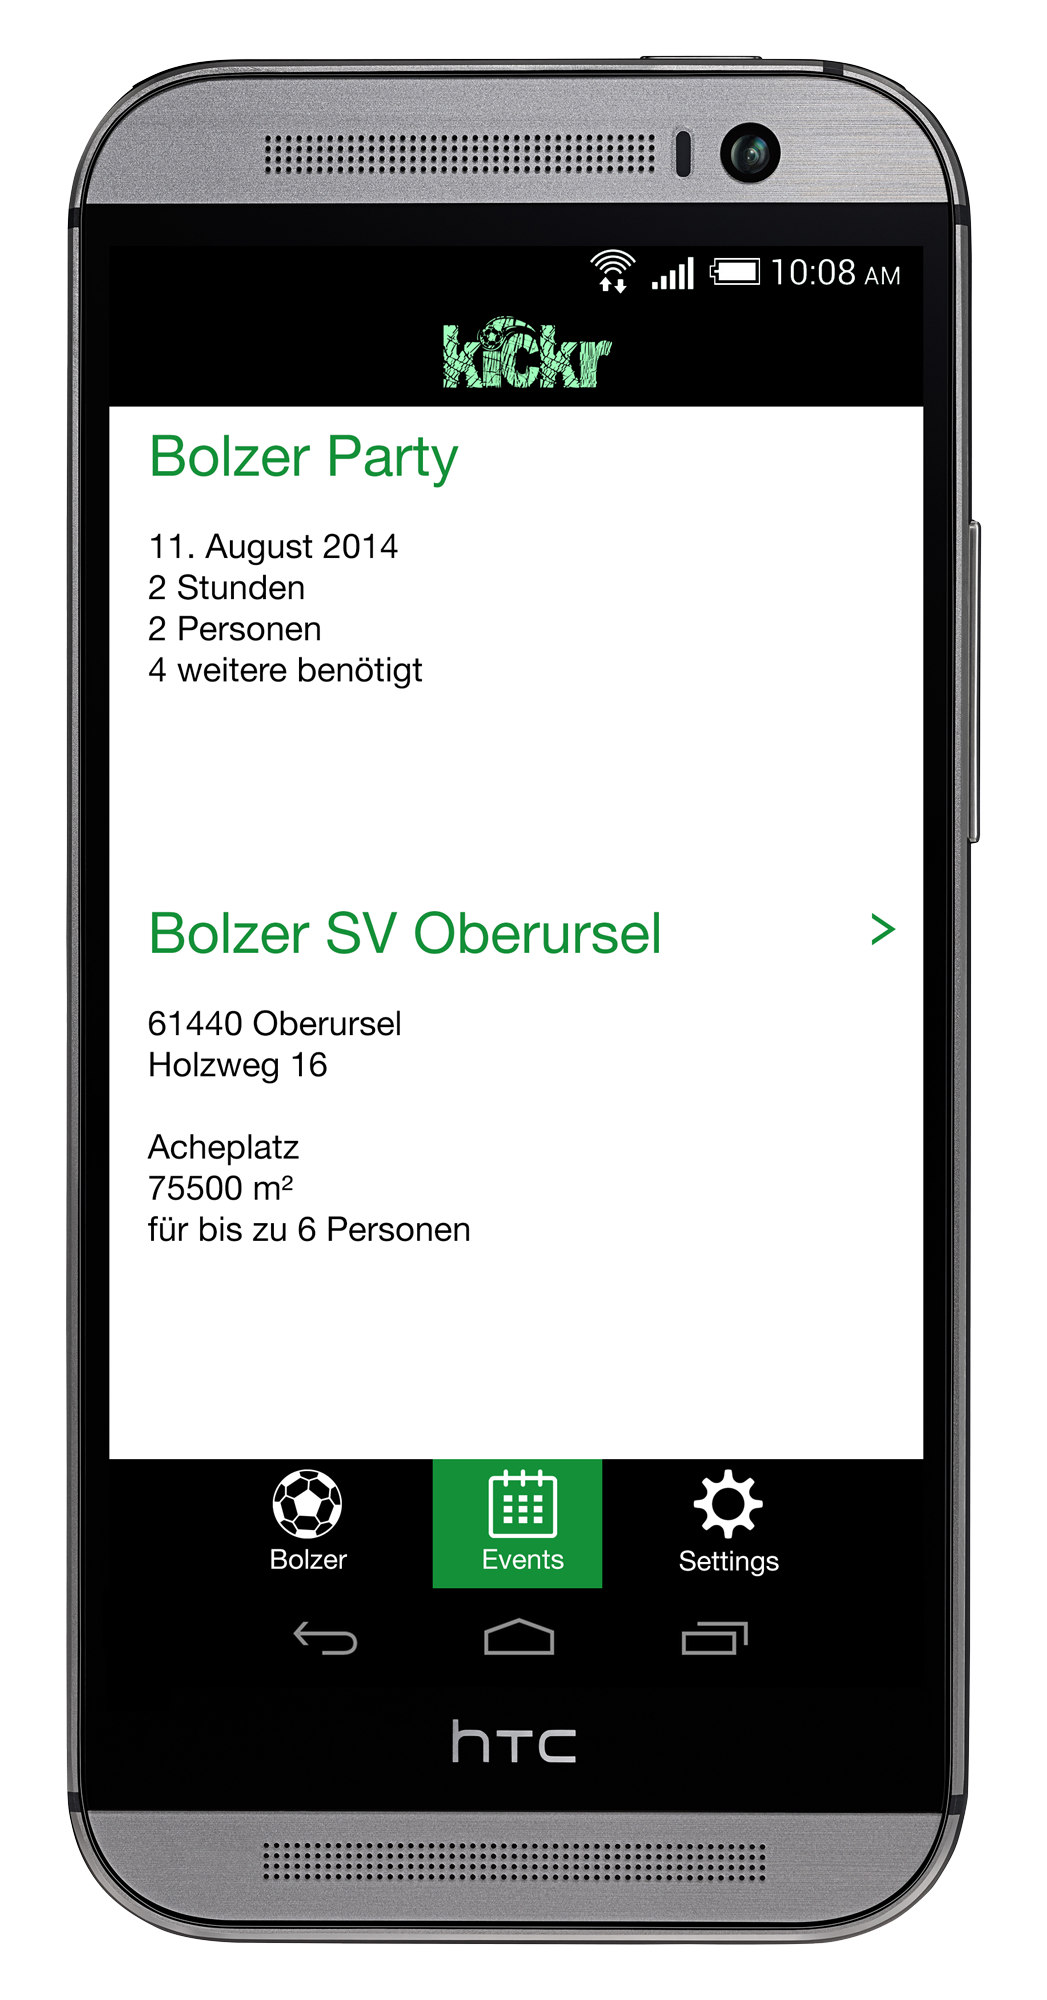 10:08 AM
kickr
Bolzer Party
11. August 2014
2 Stunden
2 Personen
4 weitere benötigt
Bolzer SV Oberursel >
61440 Oberursel
Holzweg 16
Acheplatz
75500 m²
für bis zu 6 Personen
Bolzer Events Settings
hTC